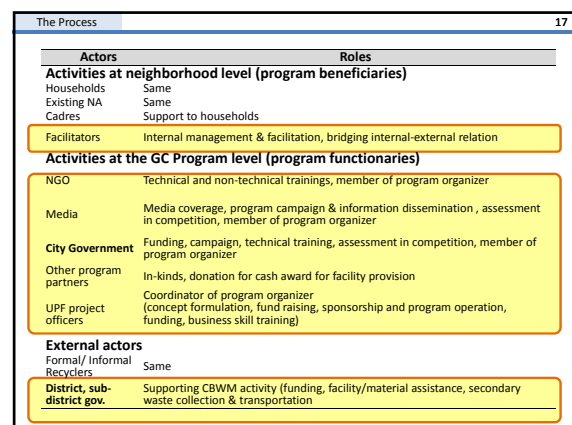 The Process 17
Actors Roles
Activities at neighborhood level (program beneficiaries)
Households Same
Existing NA Same
Cadres Support to households
Facilitators Internal management & facilitation, bridging internal-external relation
Activities at the GC Program level (program functionaries)
NGO Technical and non-technical trainings, member of program organizer
Media Media coverage, program campaign & information dissemination , assessment
in competition, member of program organizer
City Government Funding, campaign, technical training, assessment in competition, member of
program organizer
Other program
partners In-kinds, donation for cash award for facility provision
UPF project
officers Coordinator of program organizer
(concept formulation, fund raising, sponsorship and program operation,
funding, business skill training)
External actors
Formal/ Informal
Recyclers Same
District, sub-
district gov. Supporting CBWM activity (funding, facility/material assistance, secondary
waste collection & transportation